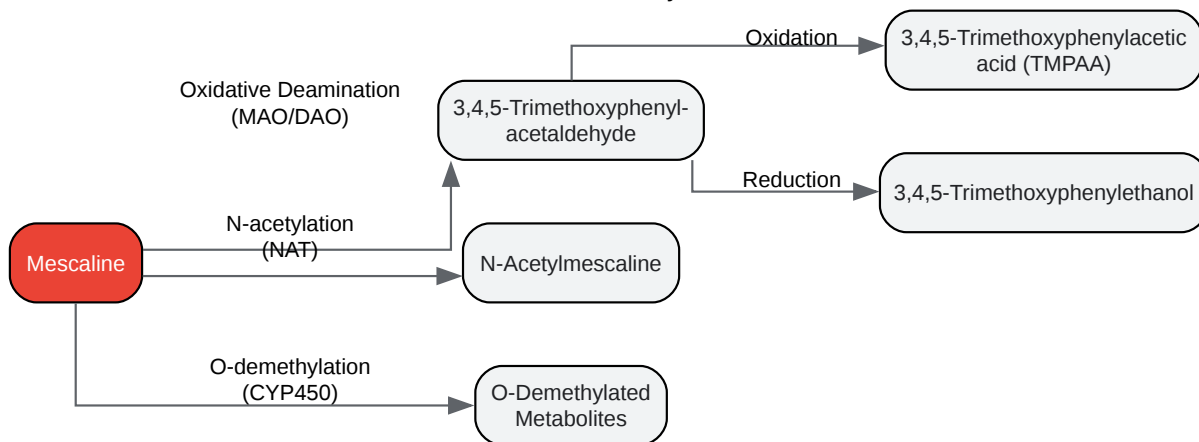 Oxidation
3,4,5-Trimethoxyphenylacetic
acid (TMPAA)
Oxidative Deamination
(MAO/DAO)
3,4,5-Trimethoxyphenyl-
acetaldehyde
Reduction
3,4,5-Trimethoxyphenylethanol
N-acetylation
(NAT)
Mescaline
N-Acetylmescaline
O-demethylation
(CYP450)
O-Demethylated
Metabolites